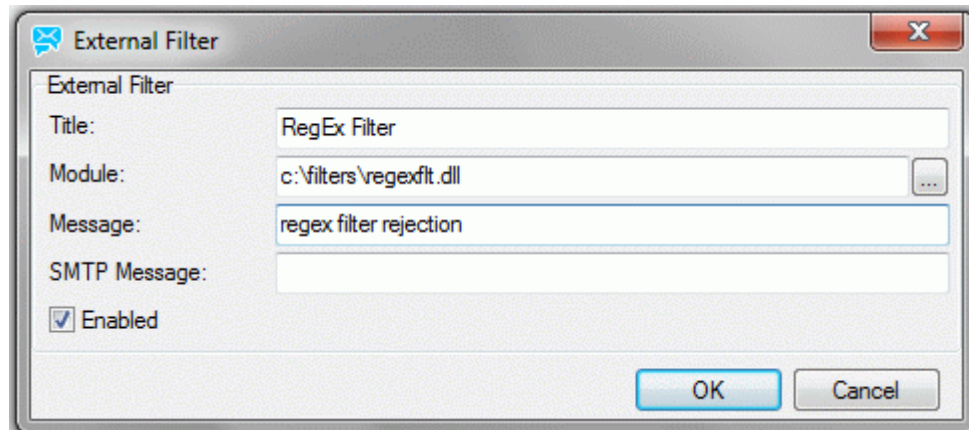 External Filter
External Filter
Title: RegEx Filter
Module: c:\filters\regexflt.dll ...
Message: regex filter rejection
SMTP Message:
Enabled
OK Cancel